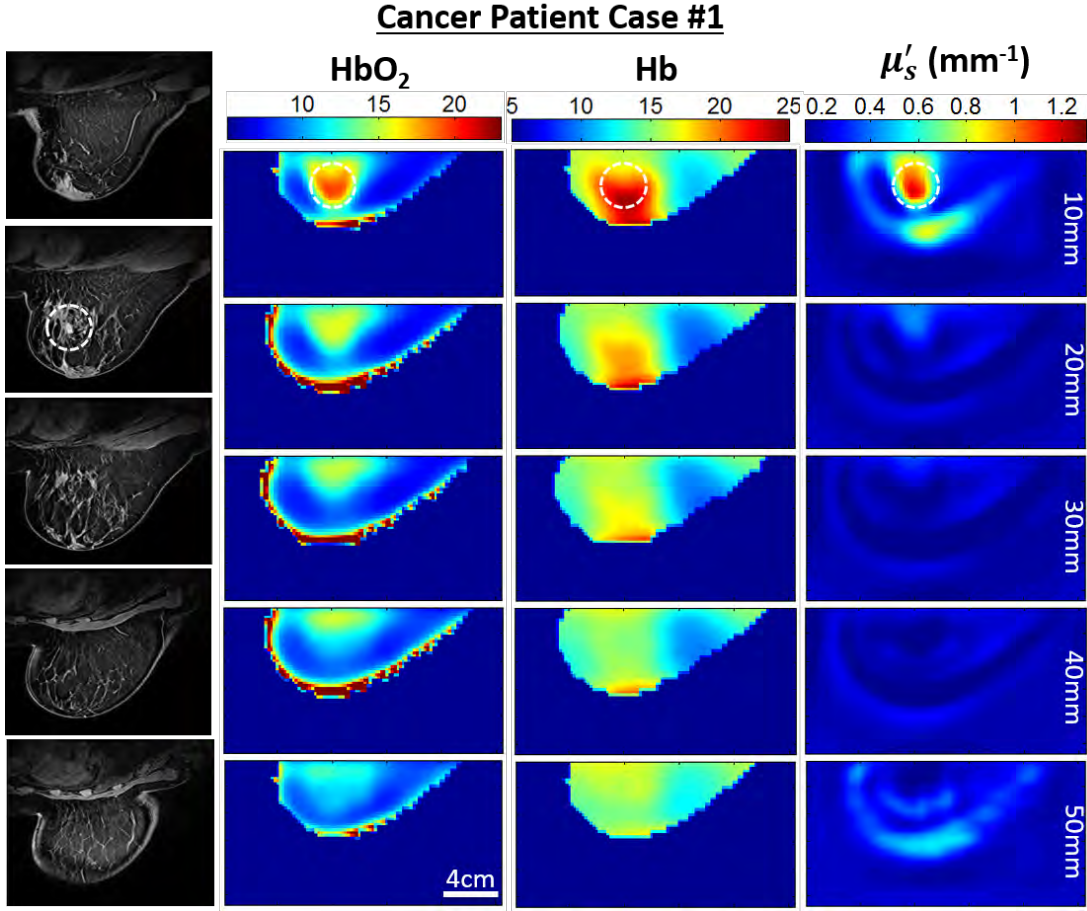 Cancer Patient Case #1
HbO₂
Hb
μ′ₛ (mm⁻¹)
10 15 20
5 10 15 20 25
0.2 0.4 0.6 0.8 1 1.2
10mm
20mm
30mm
40mm
50mm
4cm